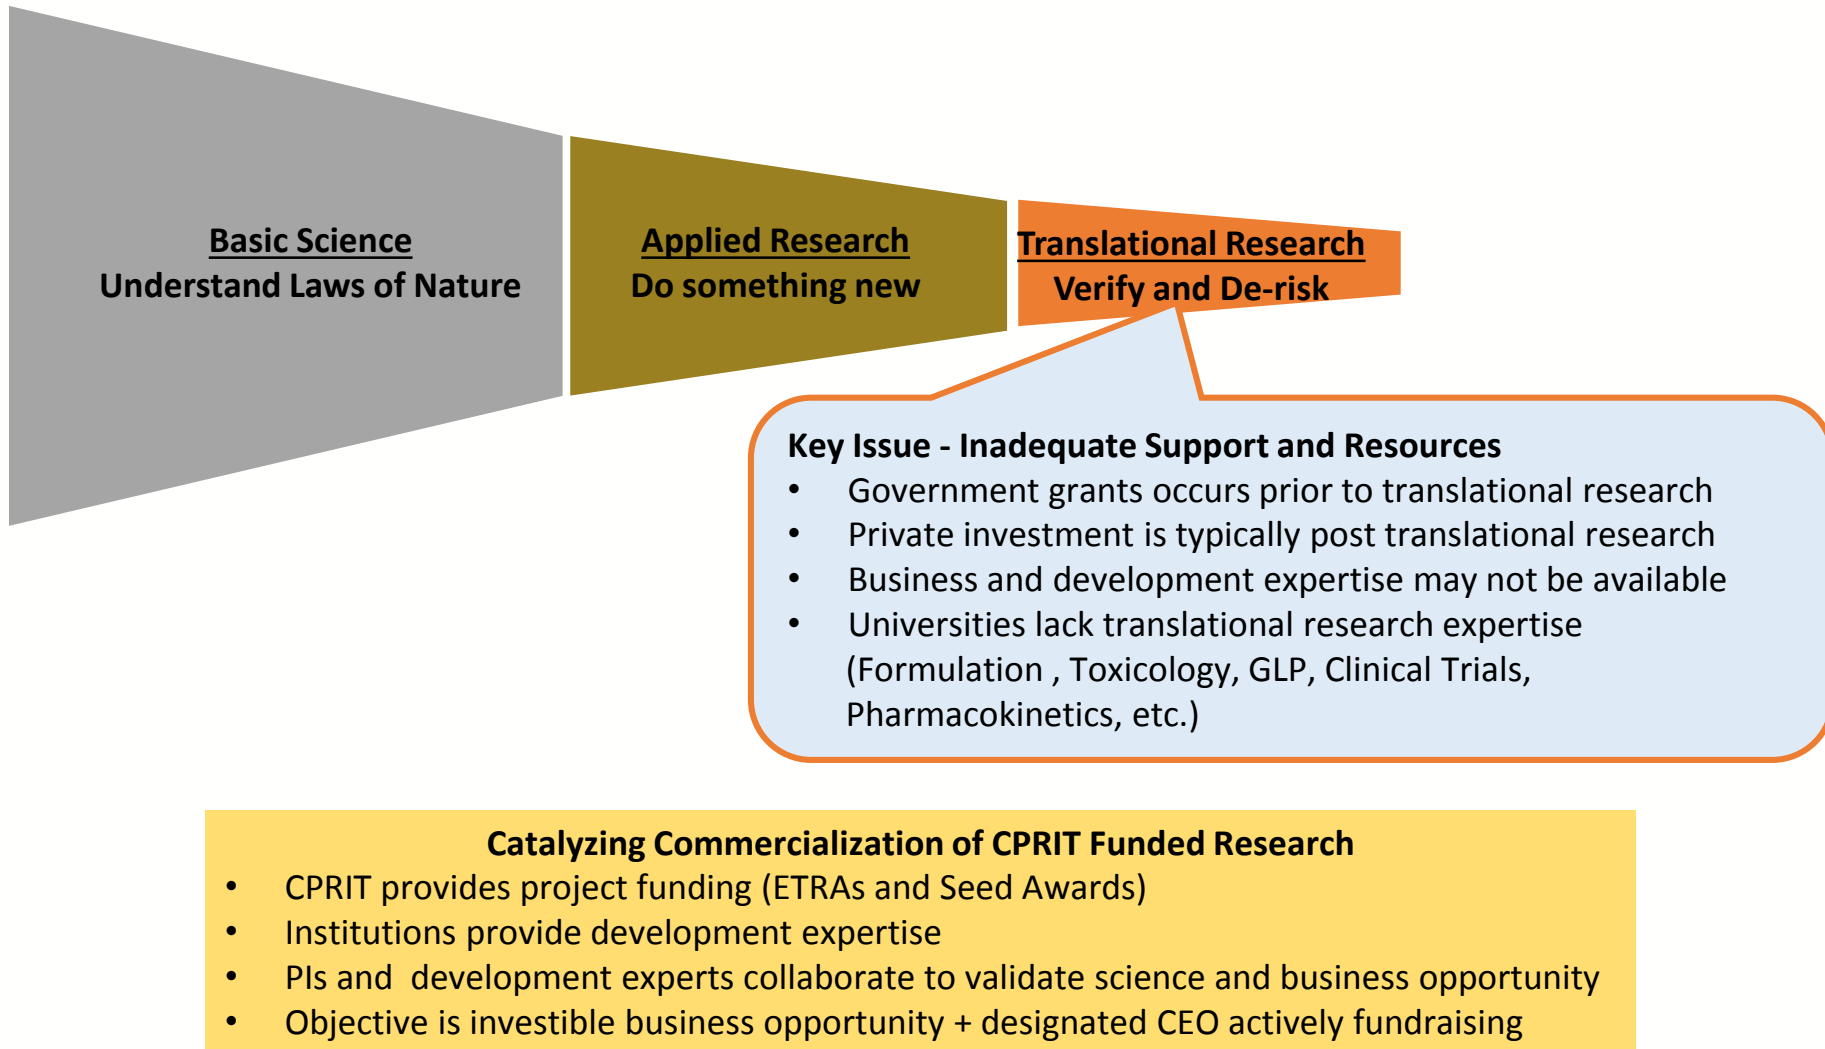 Basic Science
Understand Laws of Nature
Applied Research
Do something new
Translational Research
Verify and De-risk
Key Issue - Inadequate Support and Resources
• Government grants occurs prior to translational research
• Private investment is typically post translational research
• Business and development expertise may not be available
• Universities lack translational research expertise
(Formulation , Toxicology, GLP, Clinical Trials,
Pharmacokinetics, etc.)
Catalyzing Commercialization of CPRIT Funded Research
• CPRIT provides project funding (ETRAs and Seed Awards)
• Institutions provide development expertise
• PIs and  development experts collaborate to validate science and business opportunity
• Objective is investible business opportunity + designated CEO actively fundraising